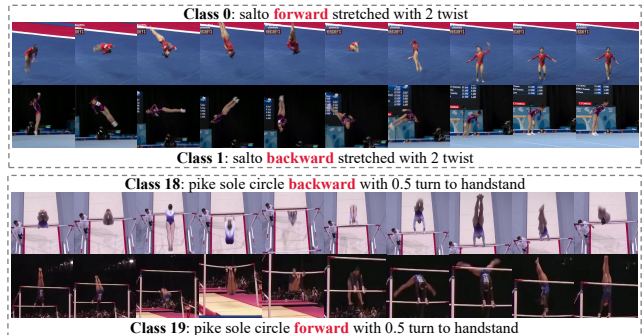 Class 0: salto forward stretched with 2 twist
Class 1: salto backward stretched with 2 twist
Class 18: pike sole circle backward with 0.5 turn to handstand
Class 19: pike sole circle forward with 0.5 turn to handstand